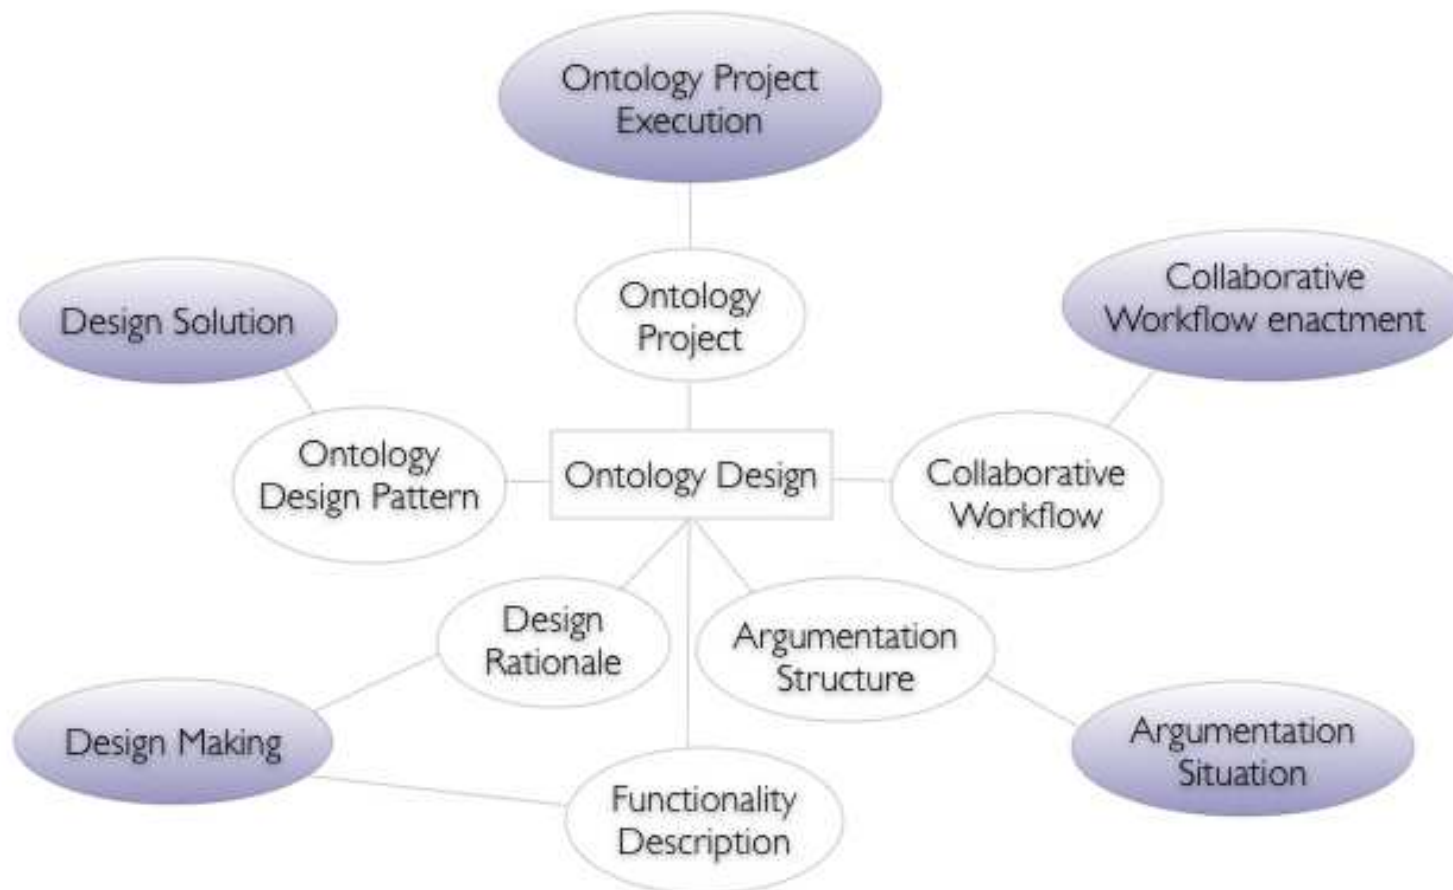 Ontology Project
Execution
Collaborative
Workflow enactment
Design Solution
Ontology
Project
Ontology
Design Pattern
Ontology Design
Collaborative
Workflow
Design
Rationale
Argumentation
Structure
Design Making
Argumentation
Situation
Functionality
Description